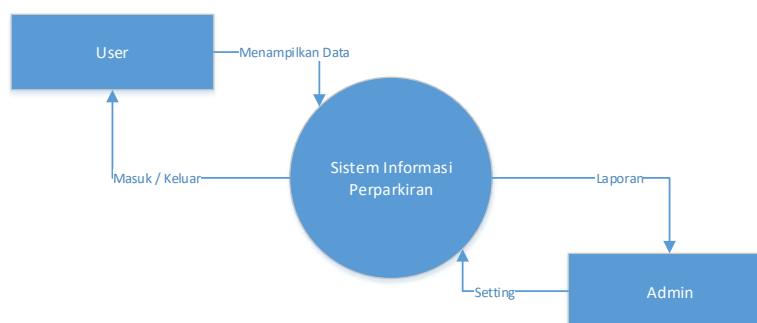 User
Menampilkan Data
Sistem Informasi
Perparkiran
Masuk / Keluar
Laporan
Setting
Admin